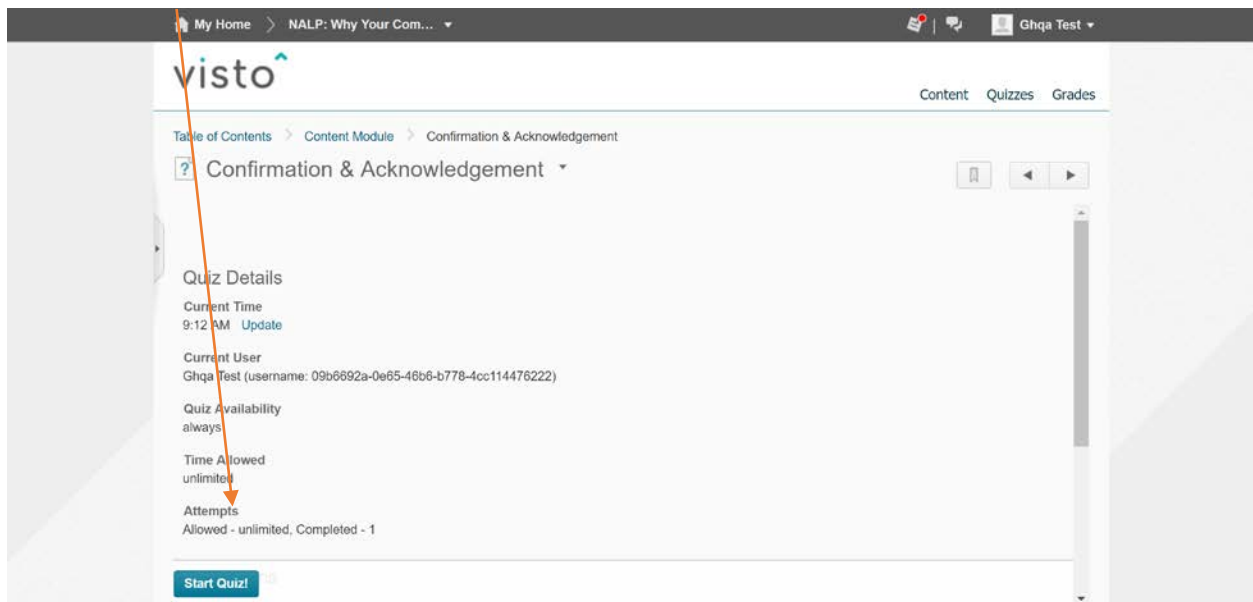 My Home > NALP: Why Your Com...
Ghqa Test
visto
Content Quizzes Grades
Table of Contents > Content Module > Confirmation & Acknowledgement
? Confirmation & Acknowledgement
Quiz Details
Current Time
9:12 AM Update
Current User
Ghqa Test (username: 09b6692a-0e65-46b6-b778-4cc114476222)
Quiz Availability
always
Time Allowed
unlimited
Attempts
Allowed - unlimited, Completed - 1
Start Quiz!